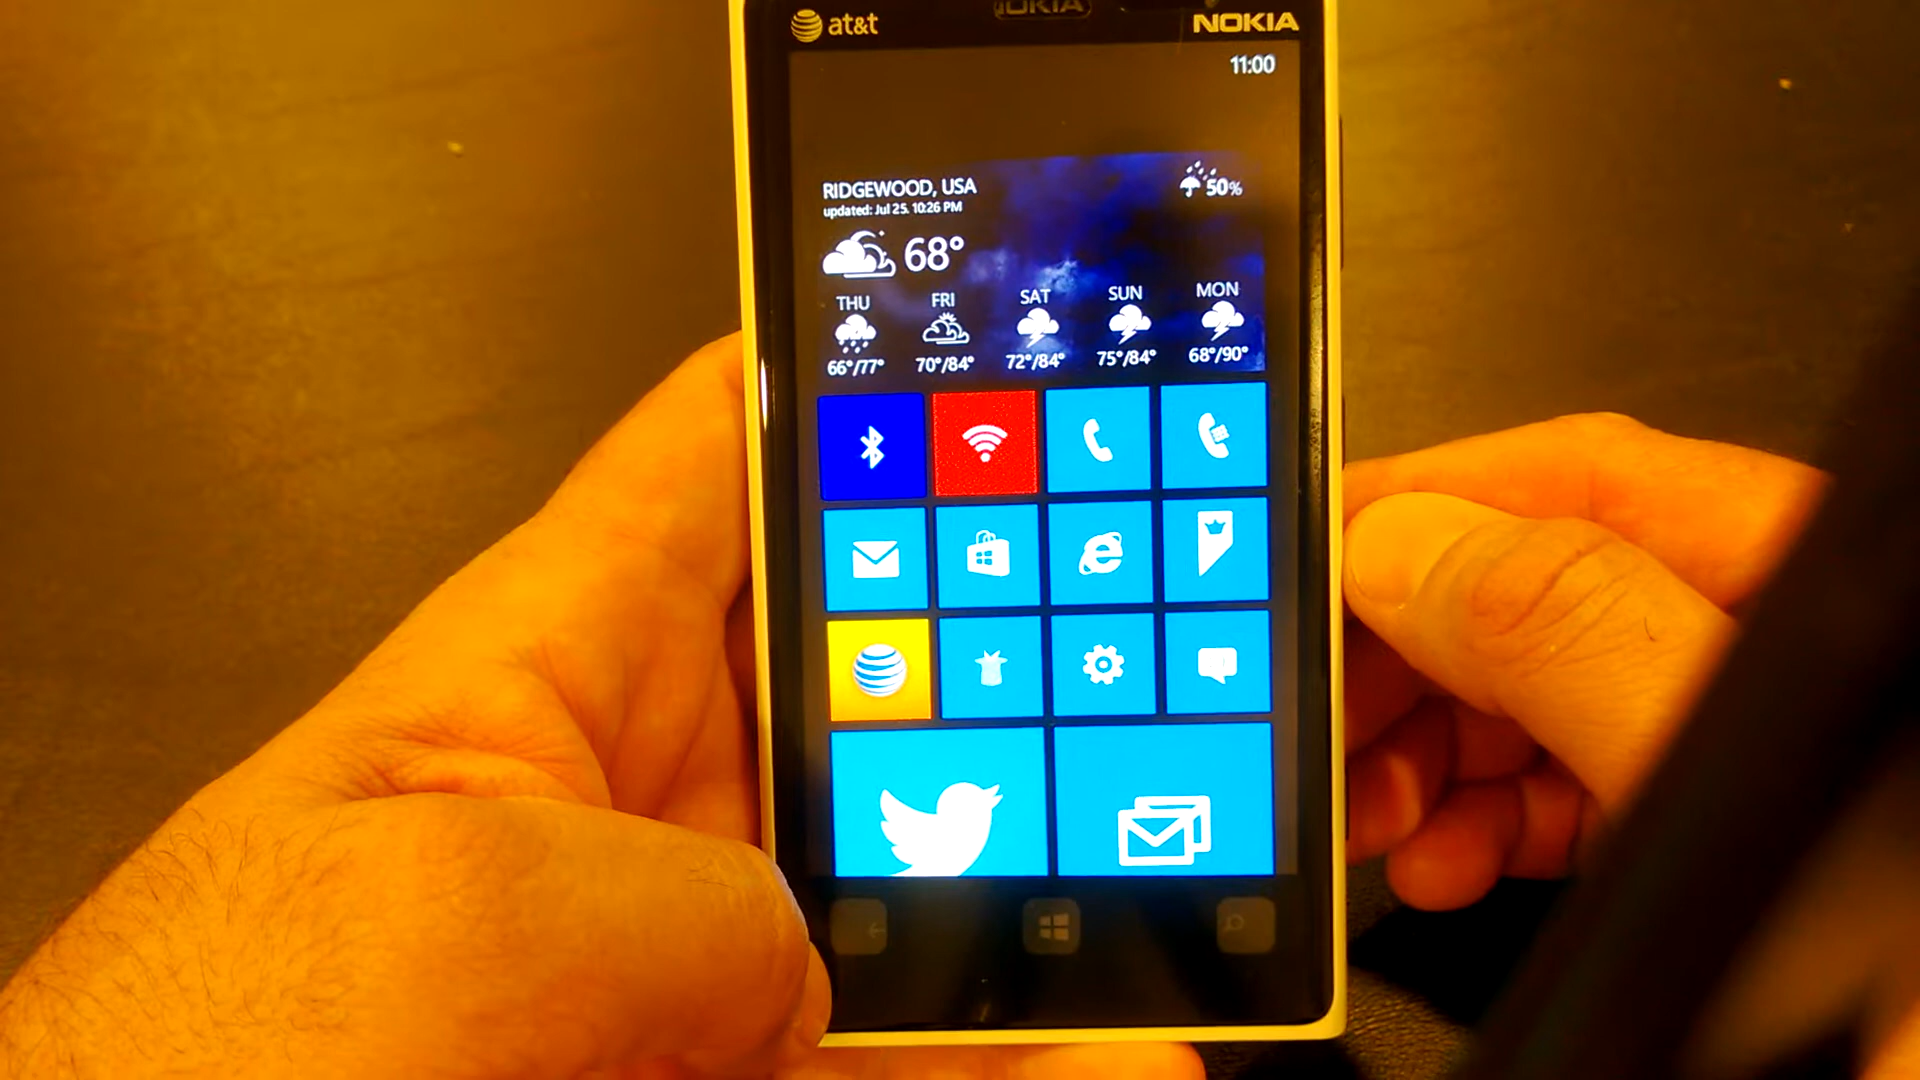 NOKIA
at&t
NOKIA
11:00
RIDGEWOOD, USA
updated: Jul 25. 10:26 PM
50%
68°
THU
FRI
SAT
SUN
MON
66°/77°
70°/84°
72°/84°
75°/84°
68°/90°